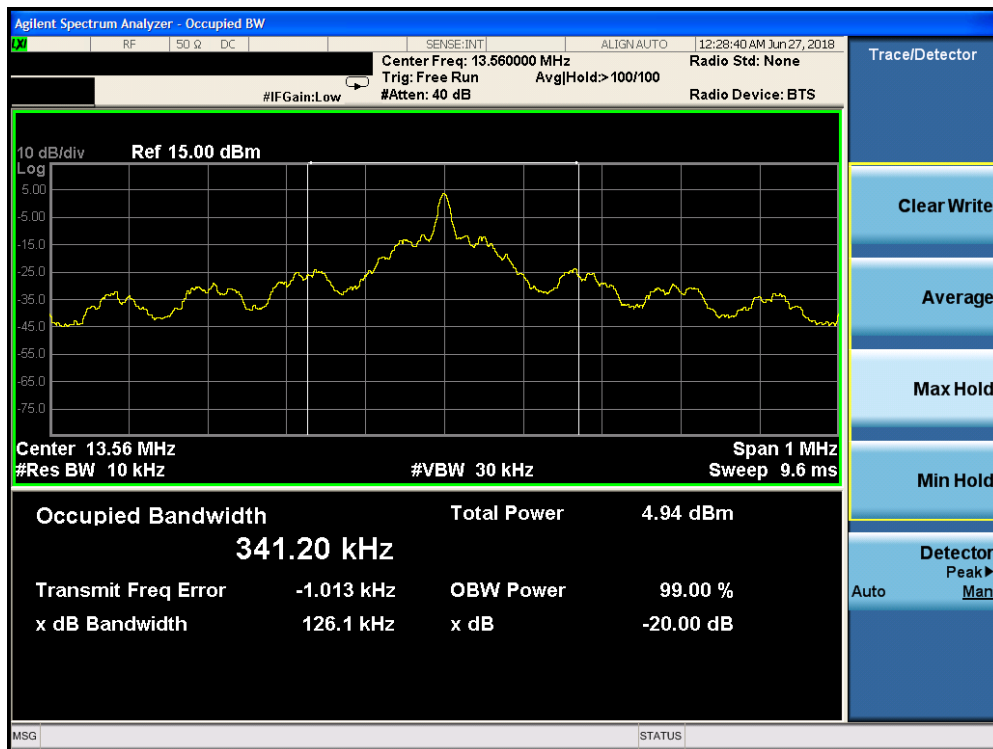 Agilent Spectrum Analyzer - Occupied BW
LXI RF 50 Ω DC SENSE:INT ALIGN AUTO 12:28:40 AM Jun 27, 2018
Center Freq: 13.560000 MHz Radio Std: None
Trig: Free Run Avg|Hold:> 100/100
#IFGain:Low #Atten: 40 dB Radio Device: BTS
Trace/Detector
10 dB/div Ref 15.00 dBm
Log
5.00
-5.00
-15.0
-25.0
-35.0
-45.0
-55.0
-65.0
-75.0
Center 13.56 MHz Span 1 MHz
#Res BW 10 kHz #VBW 30 kHz Sweep 9.6 ms
Occupied Bandwidth Total Power 4.94 dBm
341.20 kHz
Transmit Freq Error -1.013 kHz OBW Power 99.00 %
x dB Bandwidth 126.1 kHz x dB -20.00 dB
Clear Write
Average
Max Hold
Min Hold
Detector
Peak▶
Auto Man
MSG STATUS